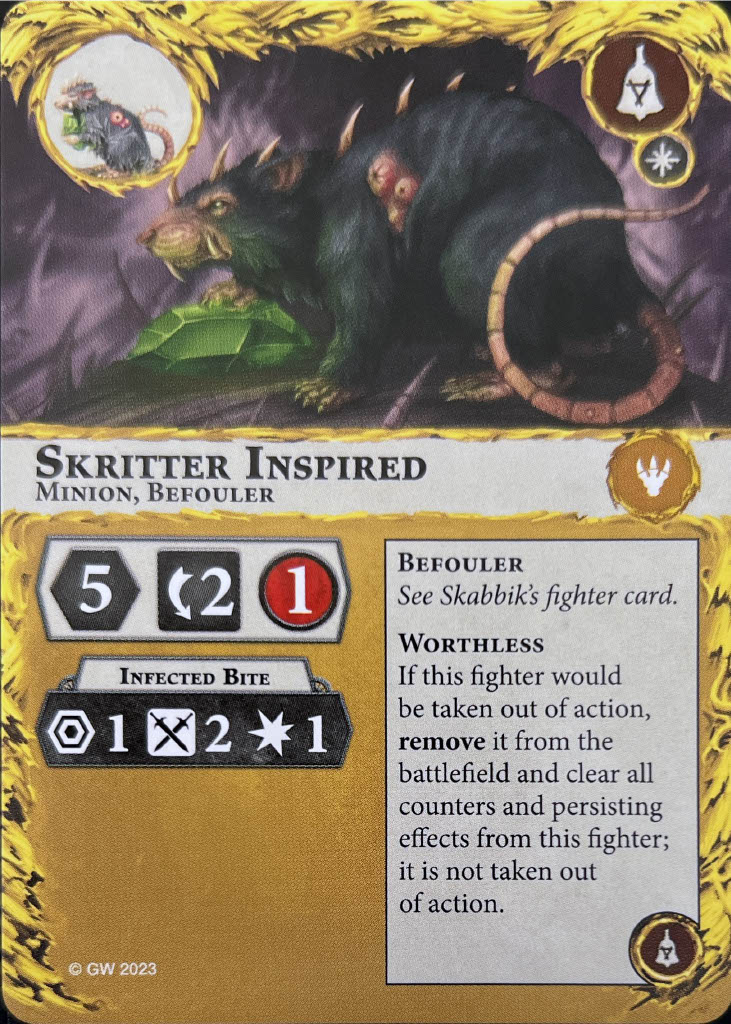 Skritter Inspired
Minion, Befouler
5 2 1
Infected Bite
1 2 1
Befouler
See Skabbik's fighter card.
Worthless
If this fighter would
be taken out of action,
remove it from the
battlefield and clear all
counters and persisting
effects from this fighter;
it is not taken out
of action.
© GW 2023